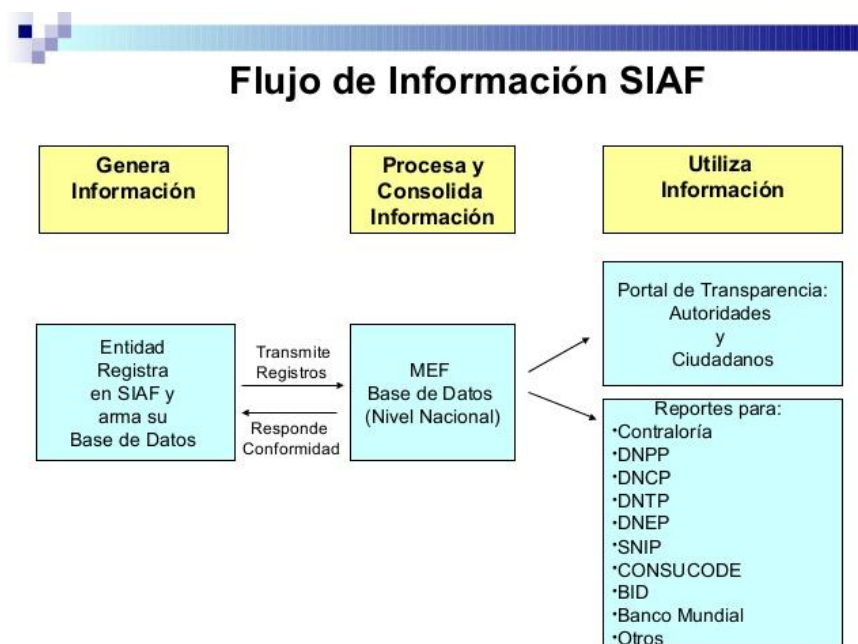 Flujo de Información SIAF
Genera
Información
Procesa y
Consolida
Información
Utiliza
Información
Entidad
Registra
en SIAF y
arma su
Base de Datos
Transmite
Registros
Responde
Conformidad
MEF
Base de Datos
(Nivel Nacional)
Portal de Transparencia:
Autoridades
y
Ciudadanos
Reportes para:
•Contraloría
•DNPP
•DNCP
•DNTP
•DNEP
•SNIP
•CONSUCODE
•BID
•Banco Mundial
•Otros